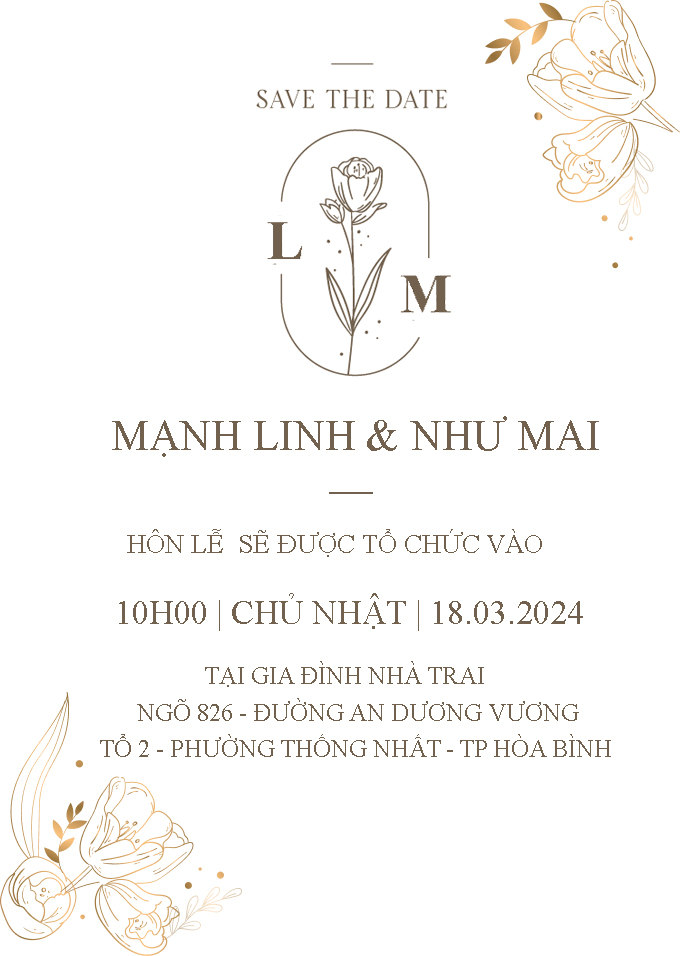 SAVE THE DATE
L
M
MẠNH LINH & NHƯ MAI
HÔN LỄ SẼ ĐƯỢC TỔ CHỨC VÀO
10H00 | CHỦ NHẬT | 18.03.2024
TẠI GIA ĐÌNH NHÀ TRAI
NGÕ 826 - ĐƯỜNG AN DƯƠNG VƯƠNG
TỔ 2 - PHƯỜNG THỐNG NHẤT - TP HÒA BÌNH